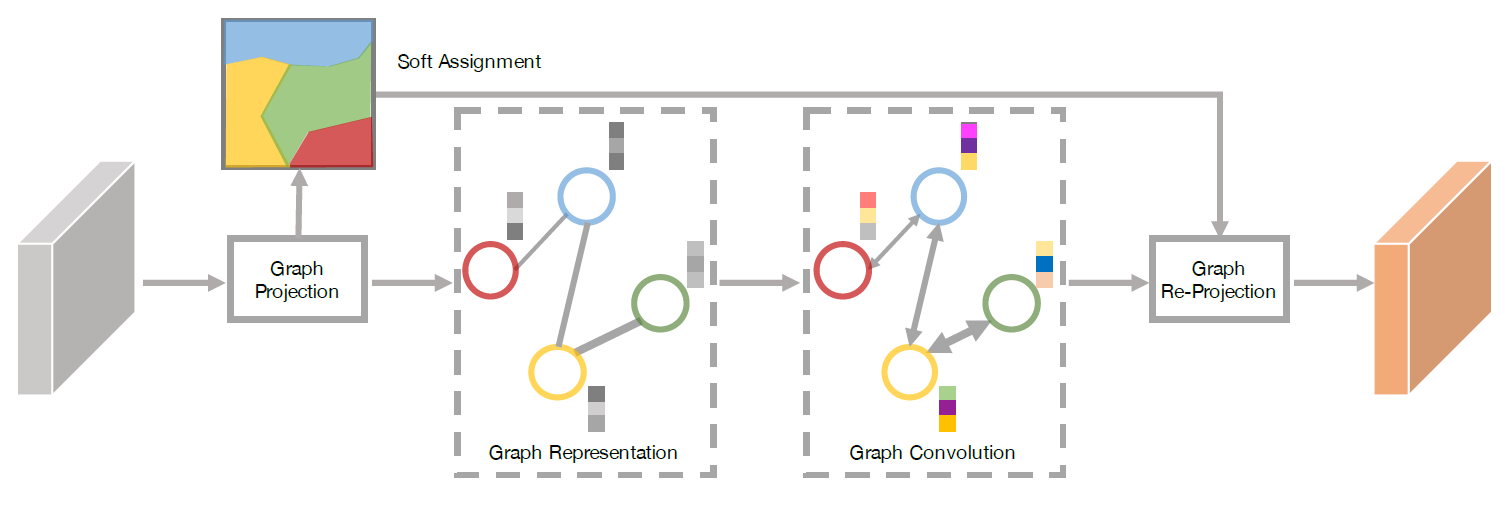 Soft Assignment
Graph
Projection
Graph Representation
Graph Convolution
Graph
Re-Projection